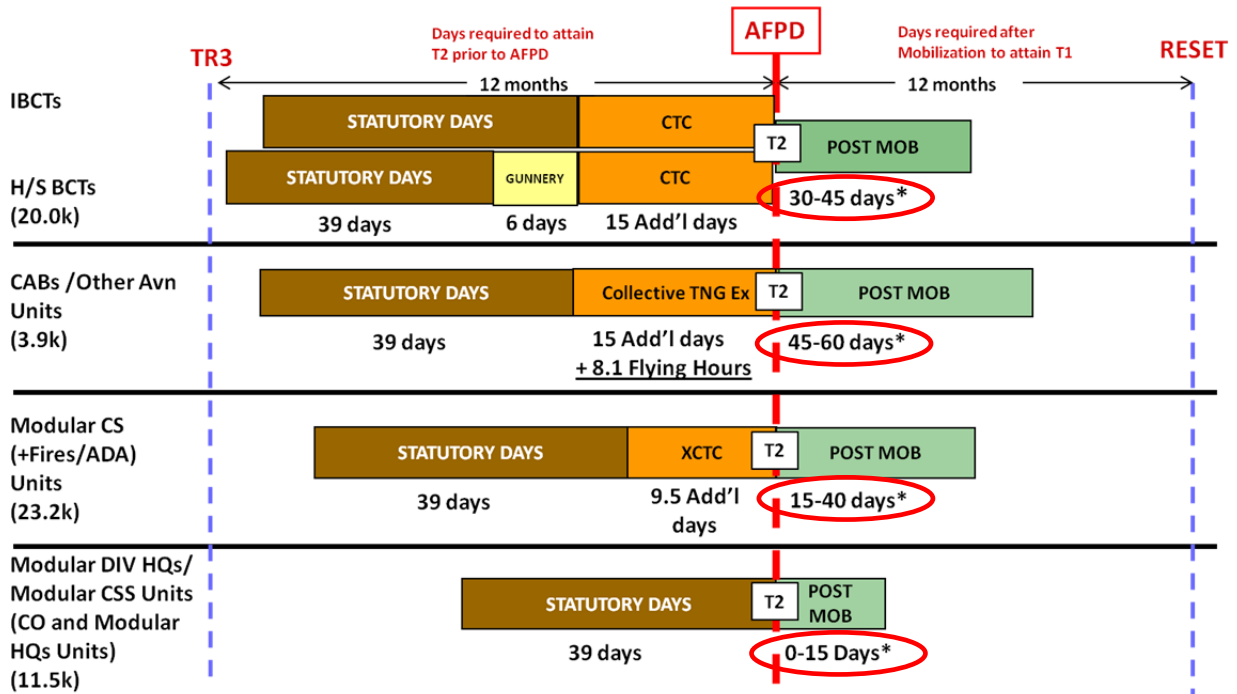 Days required to attain
T2 prior to AFPD
AFPD
Days required after
Mobilization to attain T1
TR3
RESET
12 months
12 months
IBCTs
STATUTORY DAYS
CTC
T2
POST MOB
H/S BCTs
(20.0k)
STATUTORY DAYS
GUNNERY
CTC
39 days
6 days
15 Add'l days
30-45 days*
CABs /Other Avn
Units
(3.9k)
STATUTORY DAYS
Collective TNG Ex
T2
POST MOB
39 days
15 Add'l days
+ 8.1 Flying Hours
45-60 days*
Modular CS
(+Fires/ADA)
Units
(23.2k)
STATUTORY DAYS
XCTC
T2
POST MOB
39 days
9.5 Add'l
days
15-40 days*
Modular DIV HQs/
Modular CSS Units
(CO and Modular
HQs Units)
(11.5k)
STATUTORY DAYS
T2
POST
MOB
39 days
0-15 Days*